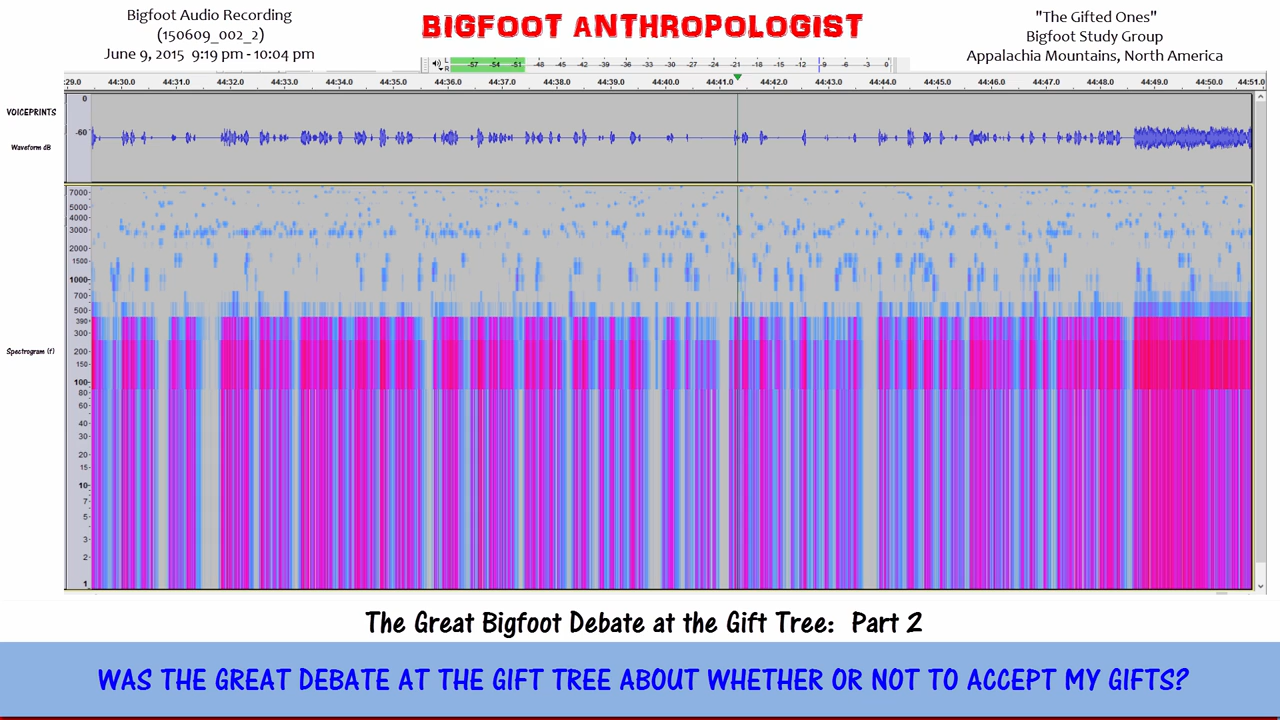 Bigfoot Audio Recording
(150609_002_2)
June 9, 2015 9:19 pm - 10:04 pm
BIGFOOT ANTHROPOLOGIST
"The Gifted Ones"
Bigfoot Study Group
Appalachia Mountains, North America
L
R
-57 -54 -51 -48 -45 -42 -39 -36 -33 -30 -27 -24 -21 -18 -15 -12 -9 -6 -3 0
:29.0 44:30.0 44:31.0 44:32.0 44:33.0 44:34.0 44:35.0 44:36.0 44:37.0 44:38.0 44:39.0 44:40.0 44:41.0 44:42.0 44:43.0 44:44.0 44:45.0 44:46.0 44:47.0 44:48.0 44:49.0 44:50.0 44:51.0
VOICEPRINTS
Waveform dB
0
-60
Spectrogram (f)
7000
5000
4000
3000
2000
1500
1000
700
500
390
300
200
150
100
80
60
40
30
20
15
10
7
5
3
2
1
The Great Bigfoot Debate at the Gift Tree: Part 2
WAS THE GREAT DEBATE AT THE GIFT TREE ABOUT WHETHER OR NOT TO ACCEPT MY GIFTS?